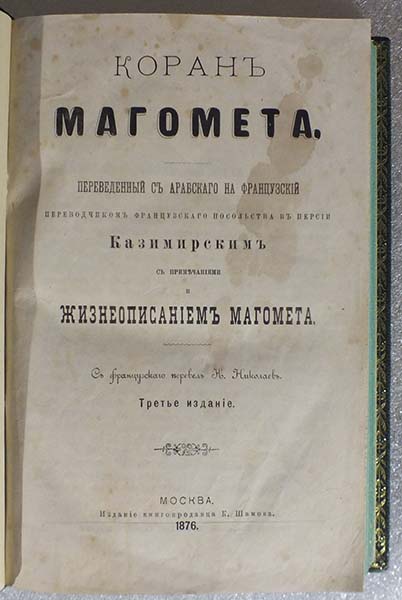 КОРАНЪ
МАГОМЕТА,
ПЕРЕВЕДЕННЫЙ СЪ АРАБСКАГО НА ФРАНЦУЗСКІЙ
ПЕРЕВОДЧИКОМЪ ФРАНЦУЗСКАГО ПОСОЛЬСТВА ВЪ ПЕРСІИ
Казимирскимъ
СЪ ПРИМѢЧАНІЯМИ
И
ЖИЗНЕОПИСАНІЕМЪ МАГОМЕТА.
Съ французскаго перевелъ К. Николаевъ.
Третье изданіе.
МОСКВА.
Изданіе книгопродавца К. Шамова.
1876.